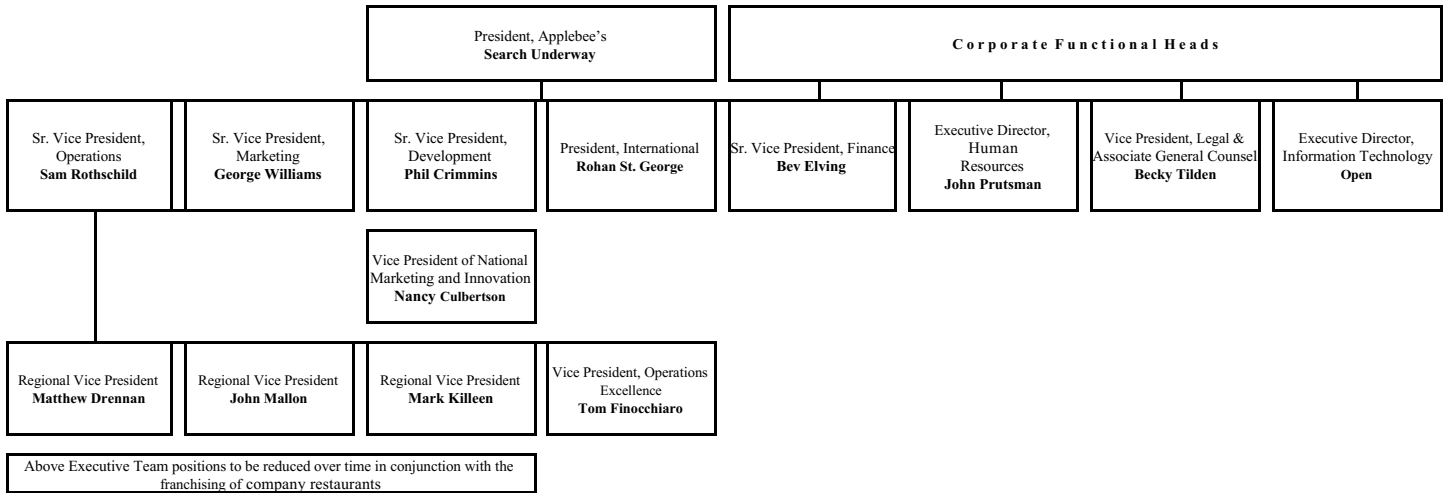 President, Applebee's
Search Underway
Corporate Functional Heads
Sr. Vice President,
Operations
Sam Rothschild
Sr. Vice President,
Marketing
George Williams
Sr. Vice President,
Development
Phil Crimmins
President, International
Rohan St. George
Sr. Vice President, Finance
Bev Elving
Executive Director,
Human
Resources
John Prutsman
Vice President, Legal &
Associate General Counsel
Becky Tilden
Executive Director,
Information Technology
Open
Vice President of National
Marketing and Innovation
Nancy Culbertson
Regional Vice President
Matthew Drennan
Regional Vice President
John Mallon
Regional Vice President
Mark Killeen
Vice President, Operations
Excellence
Tom Finocchiaro
Above Executive Team positions to be reduced over time in conjunction with the
franchising of company restaurants